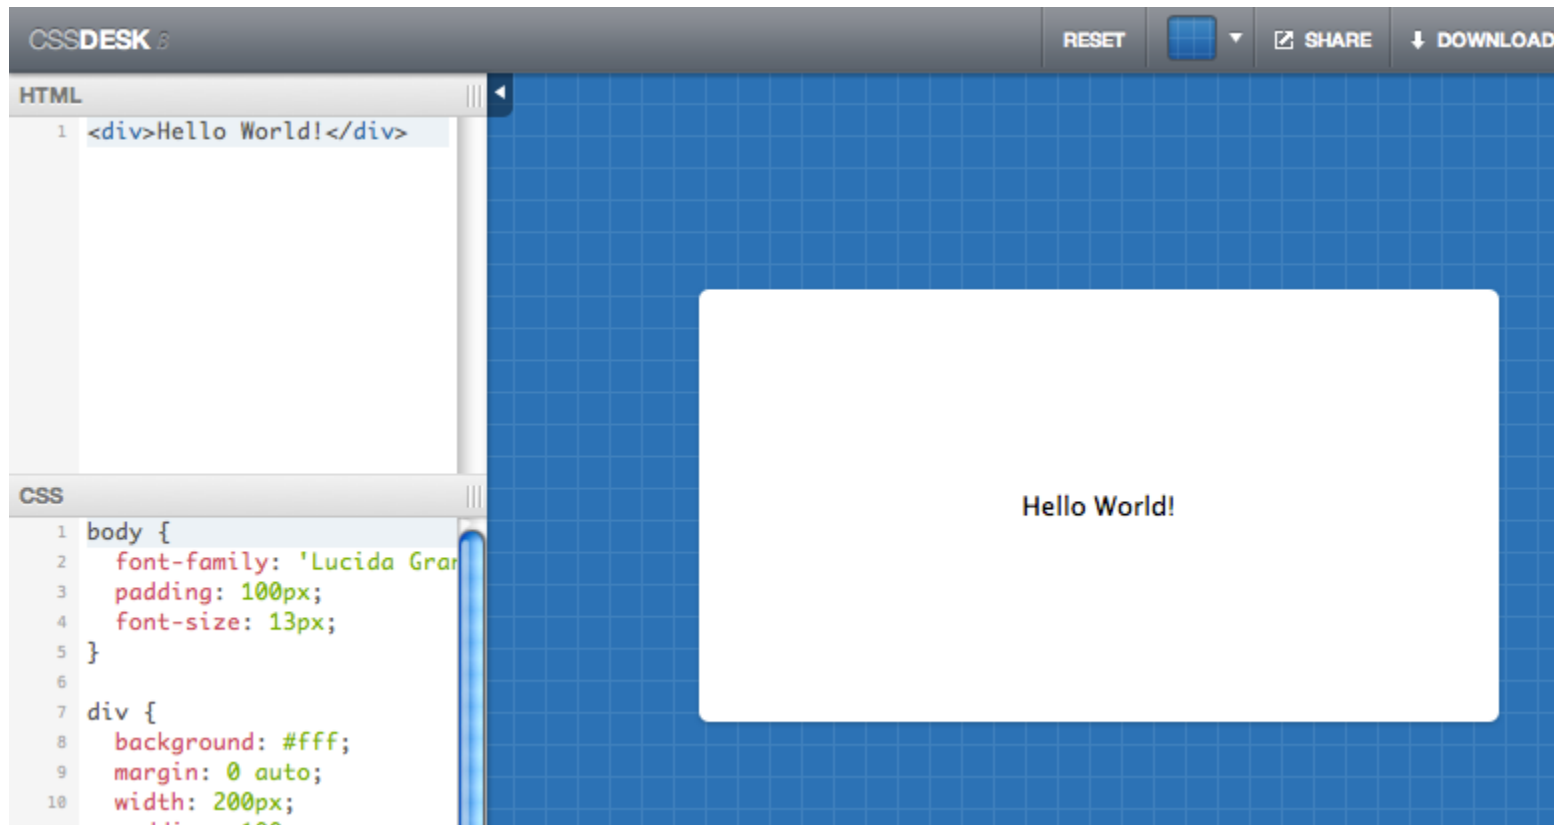 CSSDESK β
RESET
SHARE
DOWNLOAD
HTML
1 <div>Hello World!</div>
CSS
1 body {
2 font-family: 'Lucida Gran
3 padding: 100px;
4 font-size: 13px;
5 }
6
7 div {
8 background: #fff;
9 margin: 0 auto;
10 width: 200px;
Hello World!